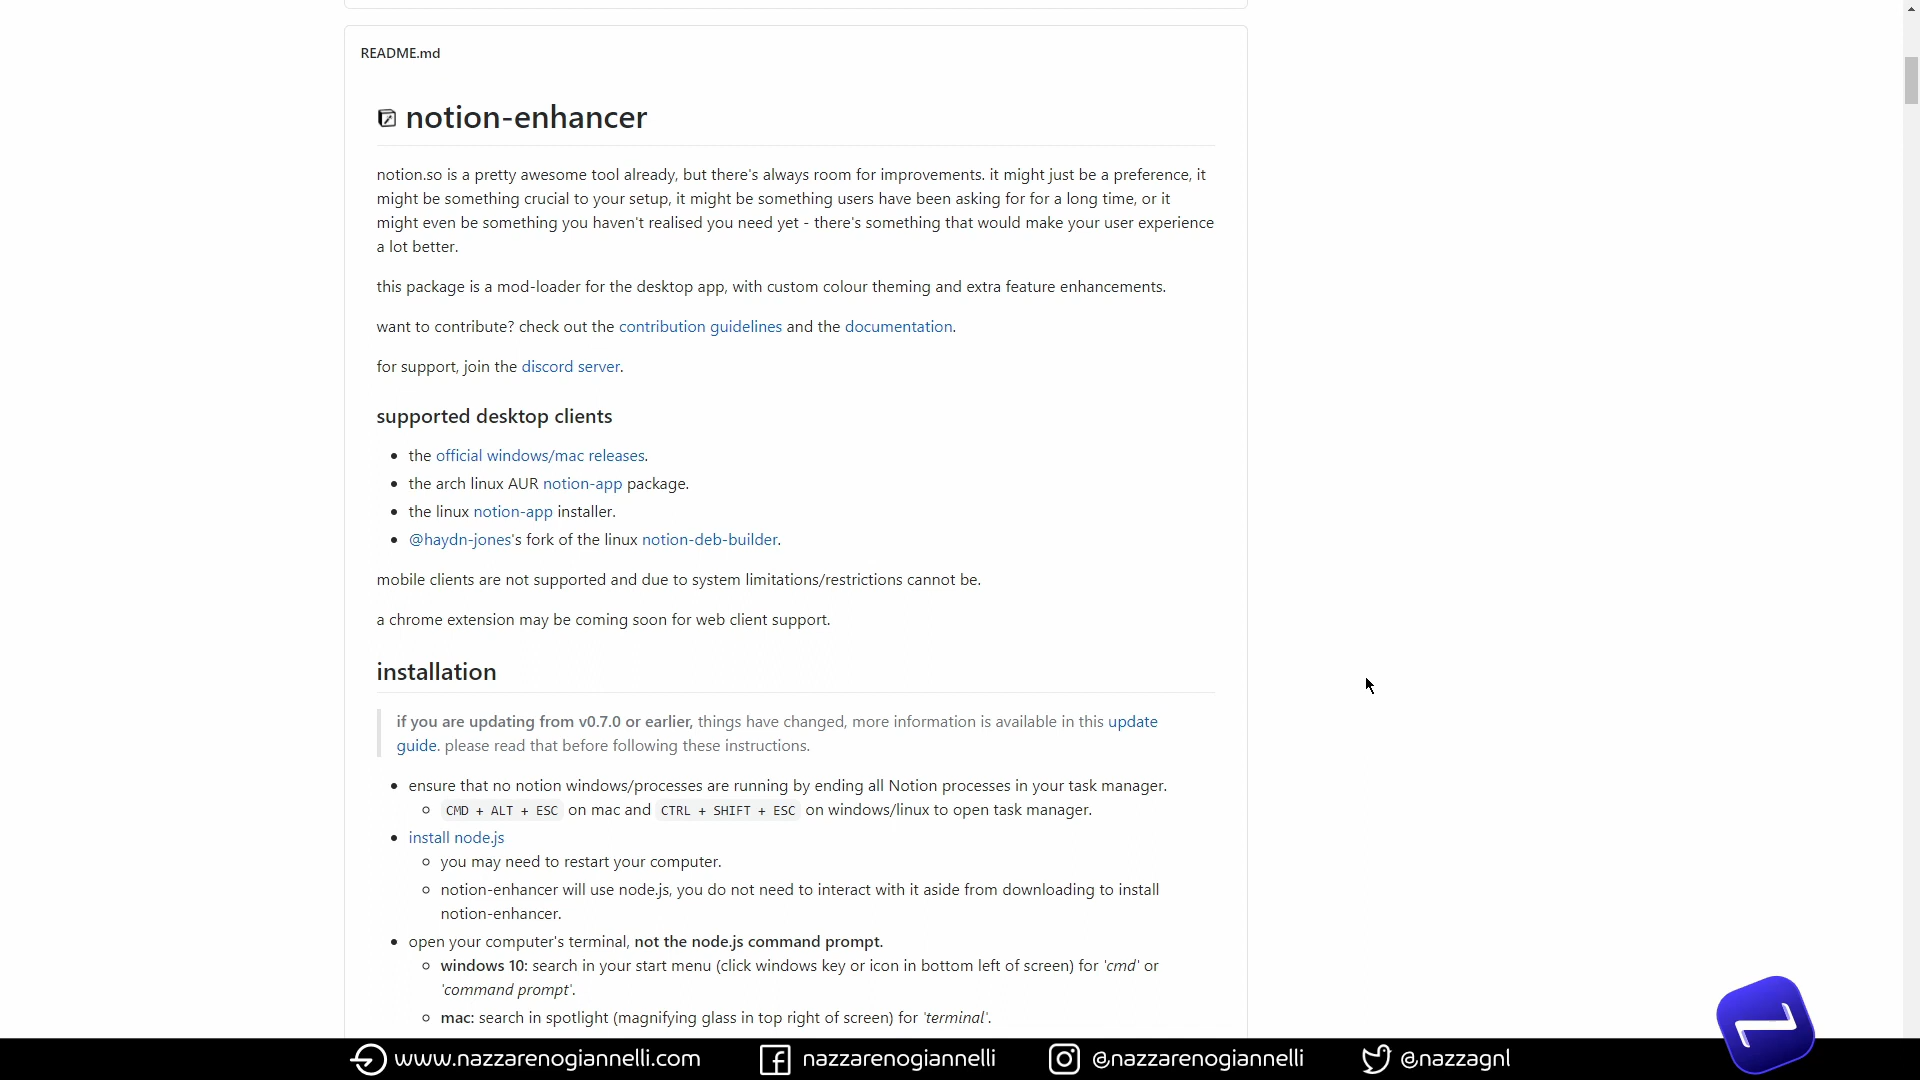 README.md
notion-enhancer
notion.so is a pretty awesome tool already, but there's always room for improvements. it might just be a preference, it
might be something crucial to your setup, it might be something users have been asking for for a long time, or it
might even be something you haven't realised you need yet - there's something that would make your user experience
a lot better.
this package is a mod-loader for the desktop app, with custom colour theming and extra feature enhancements.
want to contribute? check out the contribution guidelines and the documentation.
for support, join the discord server.
supported desktop clients
• the official windows/mac releases.
• the arch linux AUR notion-app package.
• the linux notion-app installer.
• @haydn-jones's fork of the linux notion-deb-builder.
mobile clients are not supported and due to system limitations/restrictions cannot be.
a chrome extension may be coming soon for web client support.
installation
if you are updating from v0.7.0 or earlier, things have changed, more information is available in this update
guide. please read that before following these instructions.
• ensure that no notion windows/processes are running by ending all Notion processes in your task manager.
◦ CMD + ALT + ESC on mac and CTRL + SHIFT + ESC on windows/linux to open task manager.
• install node.js
◦ you may need to restart your computer.
◦ notion-enhancer will use node.js, you do not need to interact with it aside from downloading to install
notion-enhancer.
• open your computer's terminal, not the node.js command prompt.
◦ windows 10: search in your start menu (click windows key or icon in bottom left of screen) for 'cmd' or
'command prompt'.
◦ mac: search in spotlight (magnifying glass in top right of screen) for 'terminal'.
www.nazzarenogiannelli.com nazzarenogiannelli @nazzarenogiannelli @nazzagnl